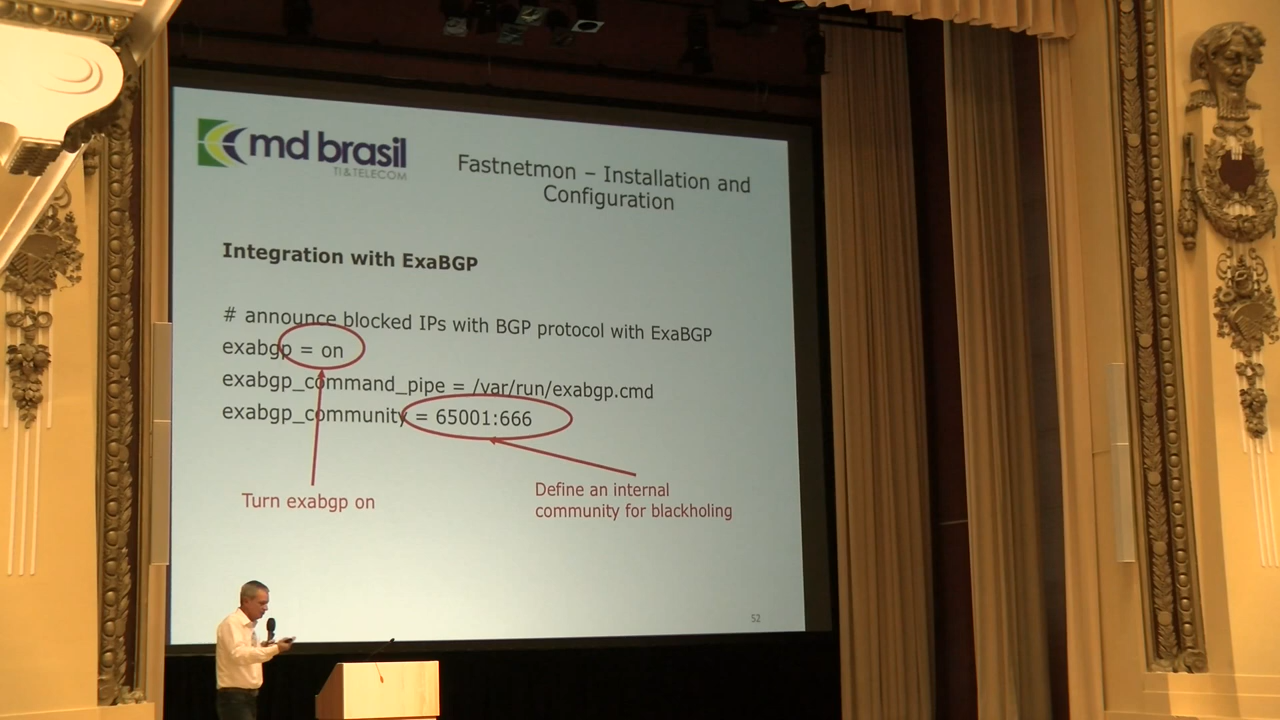 md brasil
TI & TELECOM
Fastnetmon – Installation and
Configuration
Integration with ExaBGP
# announce blocked IPs with BGP protocol with ExaBGP
exabgp = on
exabgp_command_pipe = /var/run/exabgp.cmd
exabgp_community = 65001:666
Turn exabgp on
Define an internal
community for blackholing
52